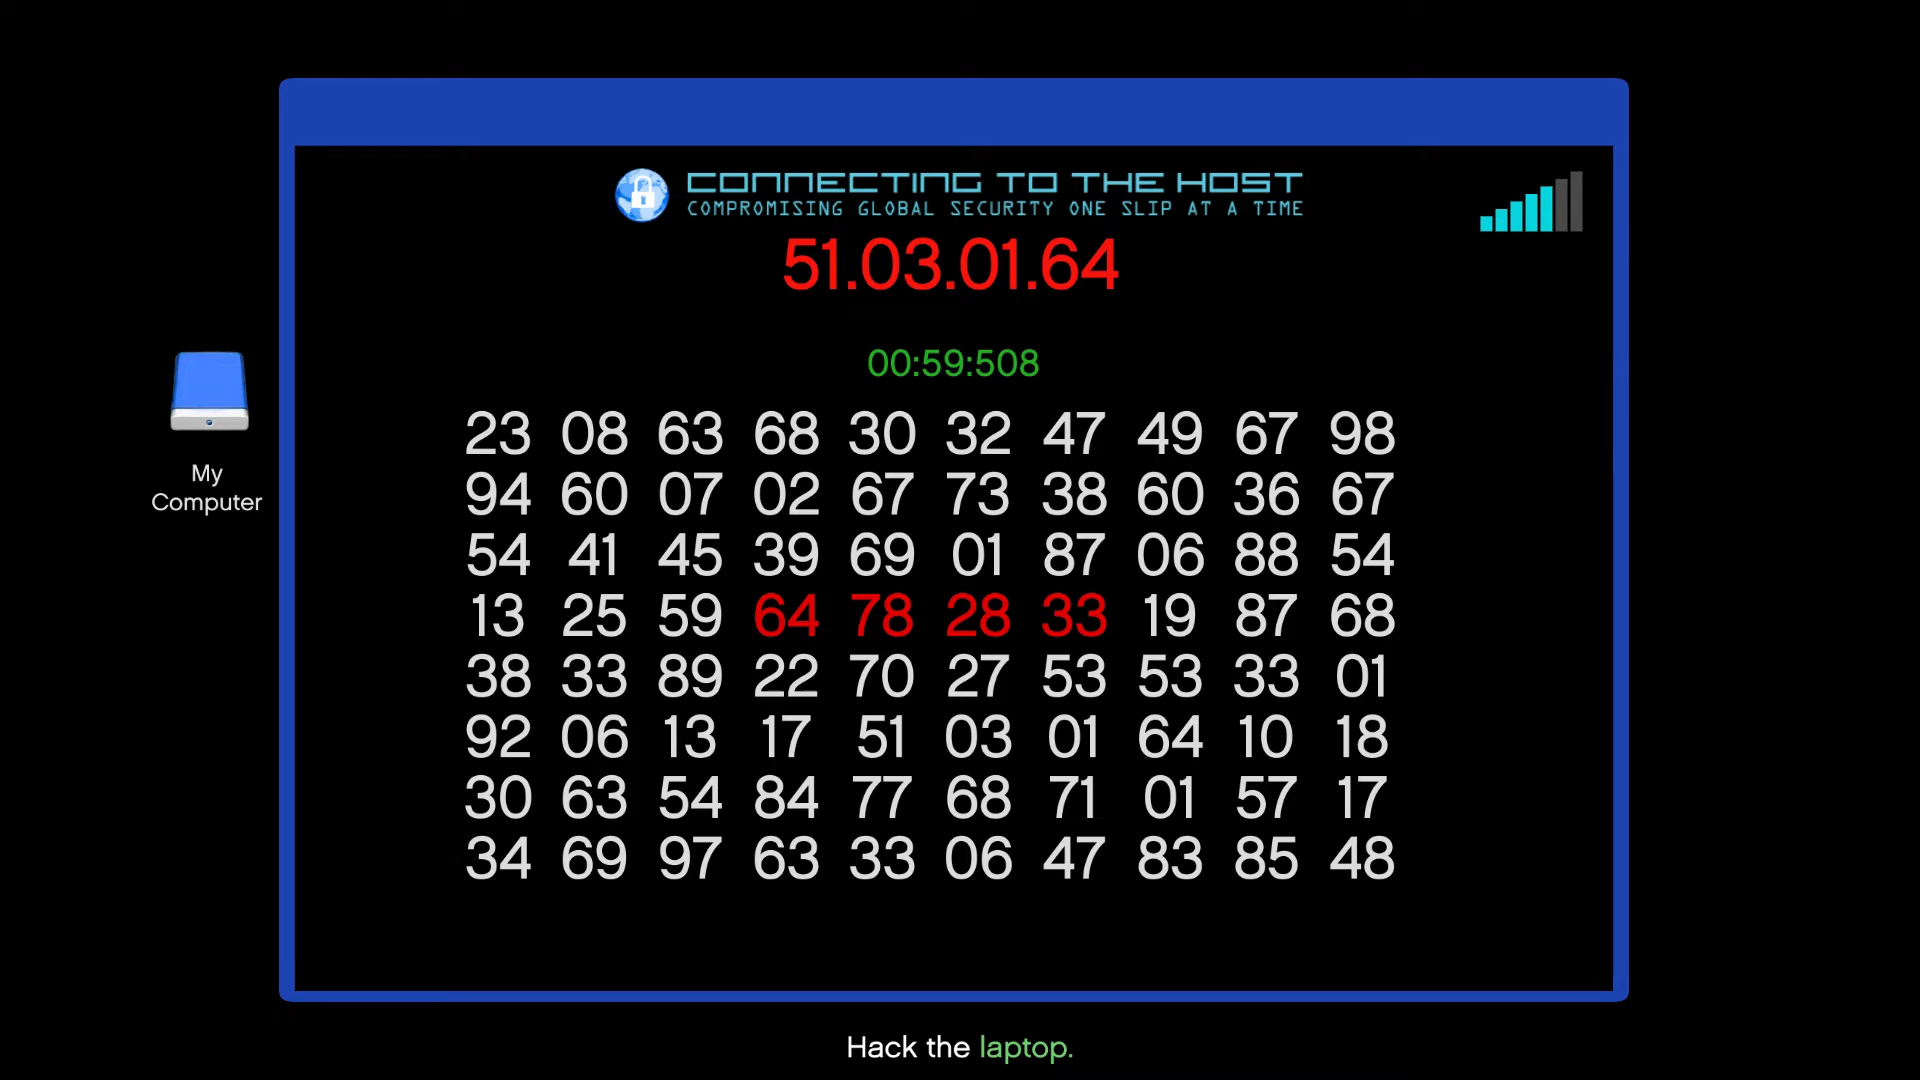 CONNECTING TO THE HOST
COMPROMISING GLOBAL SECURITY ONE SLIP AT A TIME
51.03.01.64
00:59:508
23 08 63 68 30 32 47 49 67 98
94 60 07 02 67 73 38 60 36 67
54 41 45 39 69 01 87 06 88 54
13 25 59 64 78 28 33 19 87 68
38 33 89 22 70 27 53 53 33 01
92 06 13 17 51 03 01 64 10 18
30 63 54 84 77 68 71 01 57 17
34 69 97 63 33 06 47 83 85 48
My
Computer
Hack the laptop.